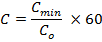 C = C_min / C_o × 60